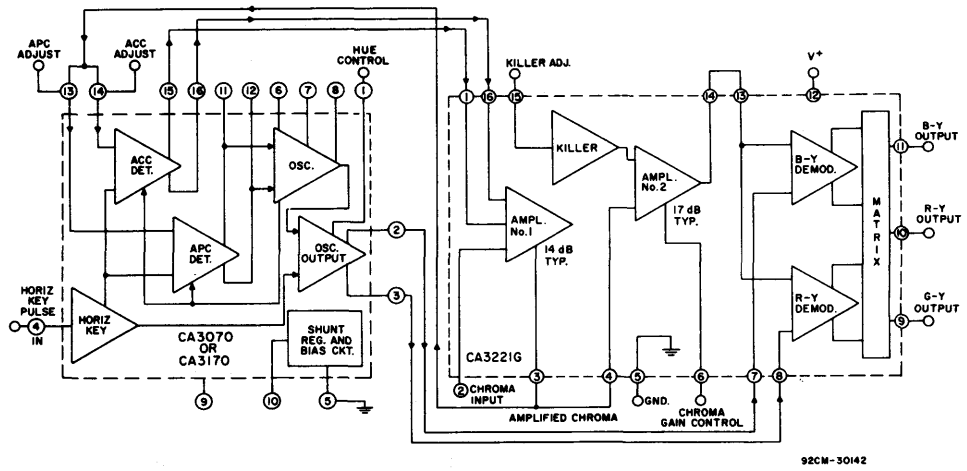 APC
ADJUST
ACC
ADJUST
HUE
CONTROL
KILLER ADJ.
V+
13
14
15
16
11
12
6
7
8
1
1
16
15
14
13
12
ACC
DET.
OSC.
KILLER
AMPL.
No.2
B-Y
DEMOD.
11
B-Y
OUTPUT
APC
DET.
OSC.
OUTPUT
2
AMPL.
No.1
14 dB
TYP.
17 dB
TYP.
MATRIX
10
R-Y
OUTPUT
3
R-Y
DEMOD.
HORIZ
KEY PULSE
4
IN
HORIZ
KEY
CA3070
OR
CA3170
SHUNT
REG. AND
BIAS CKT.
CA3221G
9
G-Y
OUTPUT
9
10
5
2
CHROMA
INPUT
3
4
5
6
7
8
AMPLIFIED CHROMA
GND.
CHROMA
GAIN CONTROL
92CM-30142